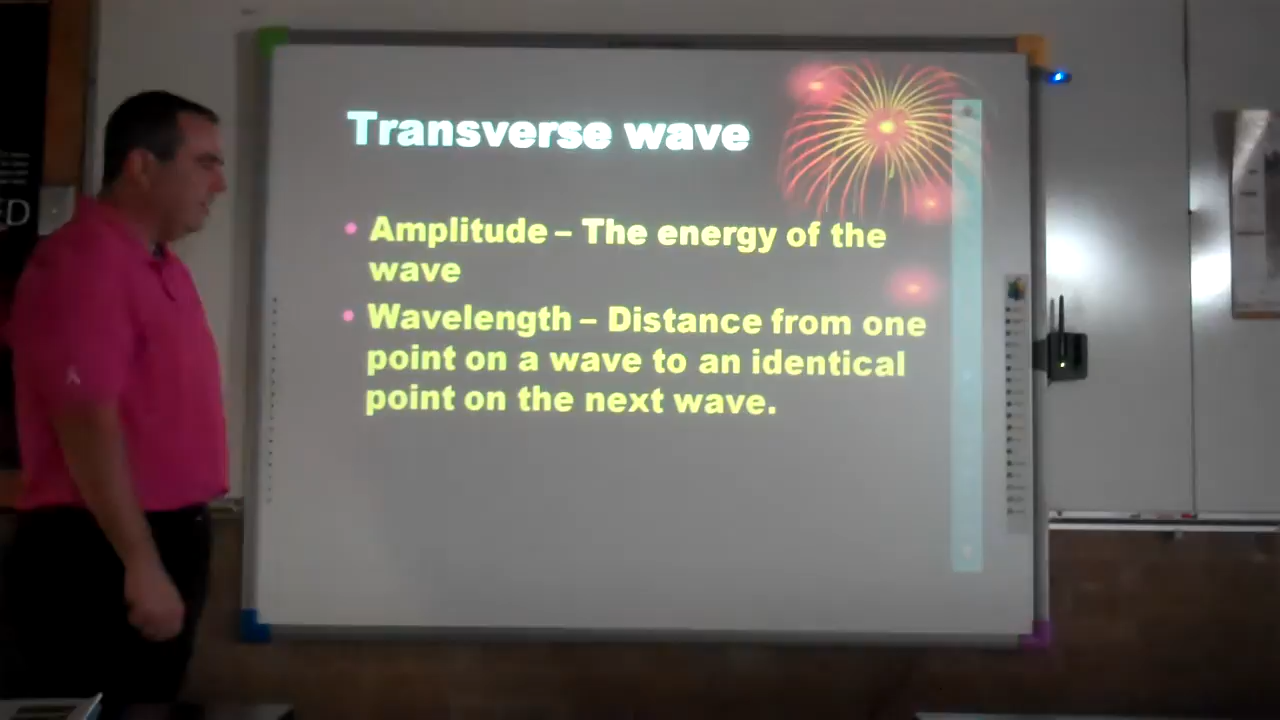 Transverse wave
• Amplitude – The energy of the
wave
• Wavelength – Distance from one
point on a wave to an identical
point on the next wave.
ED